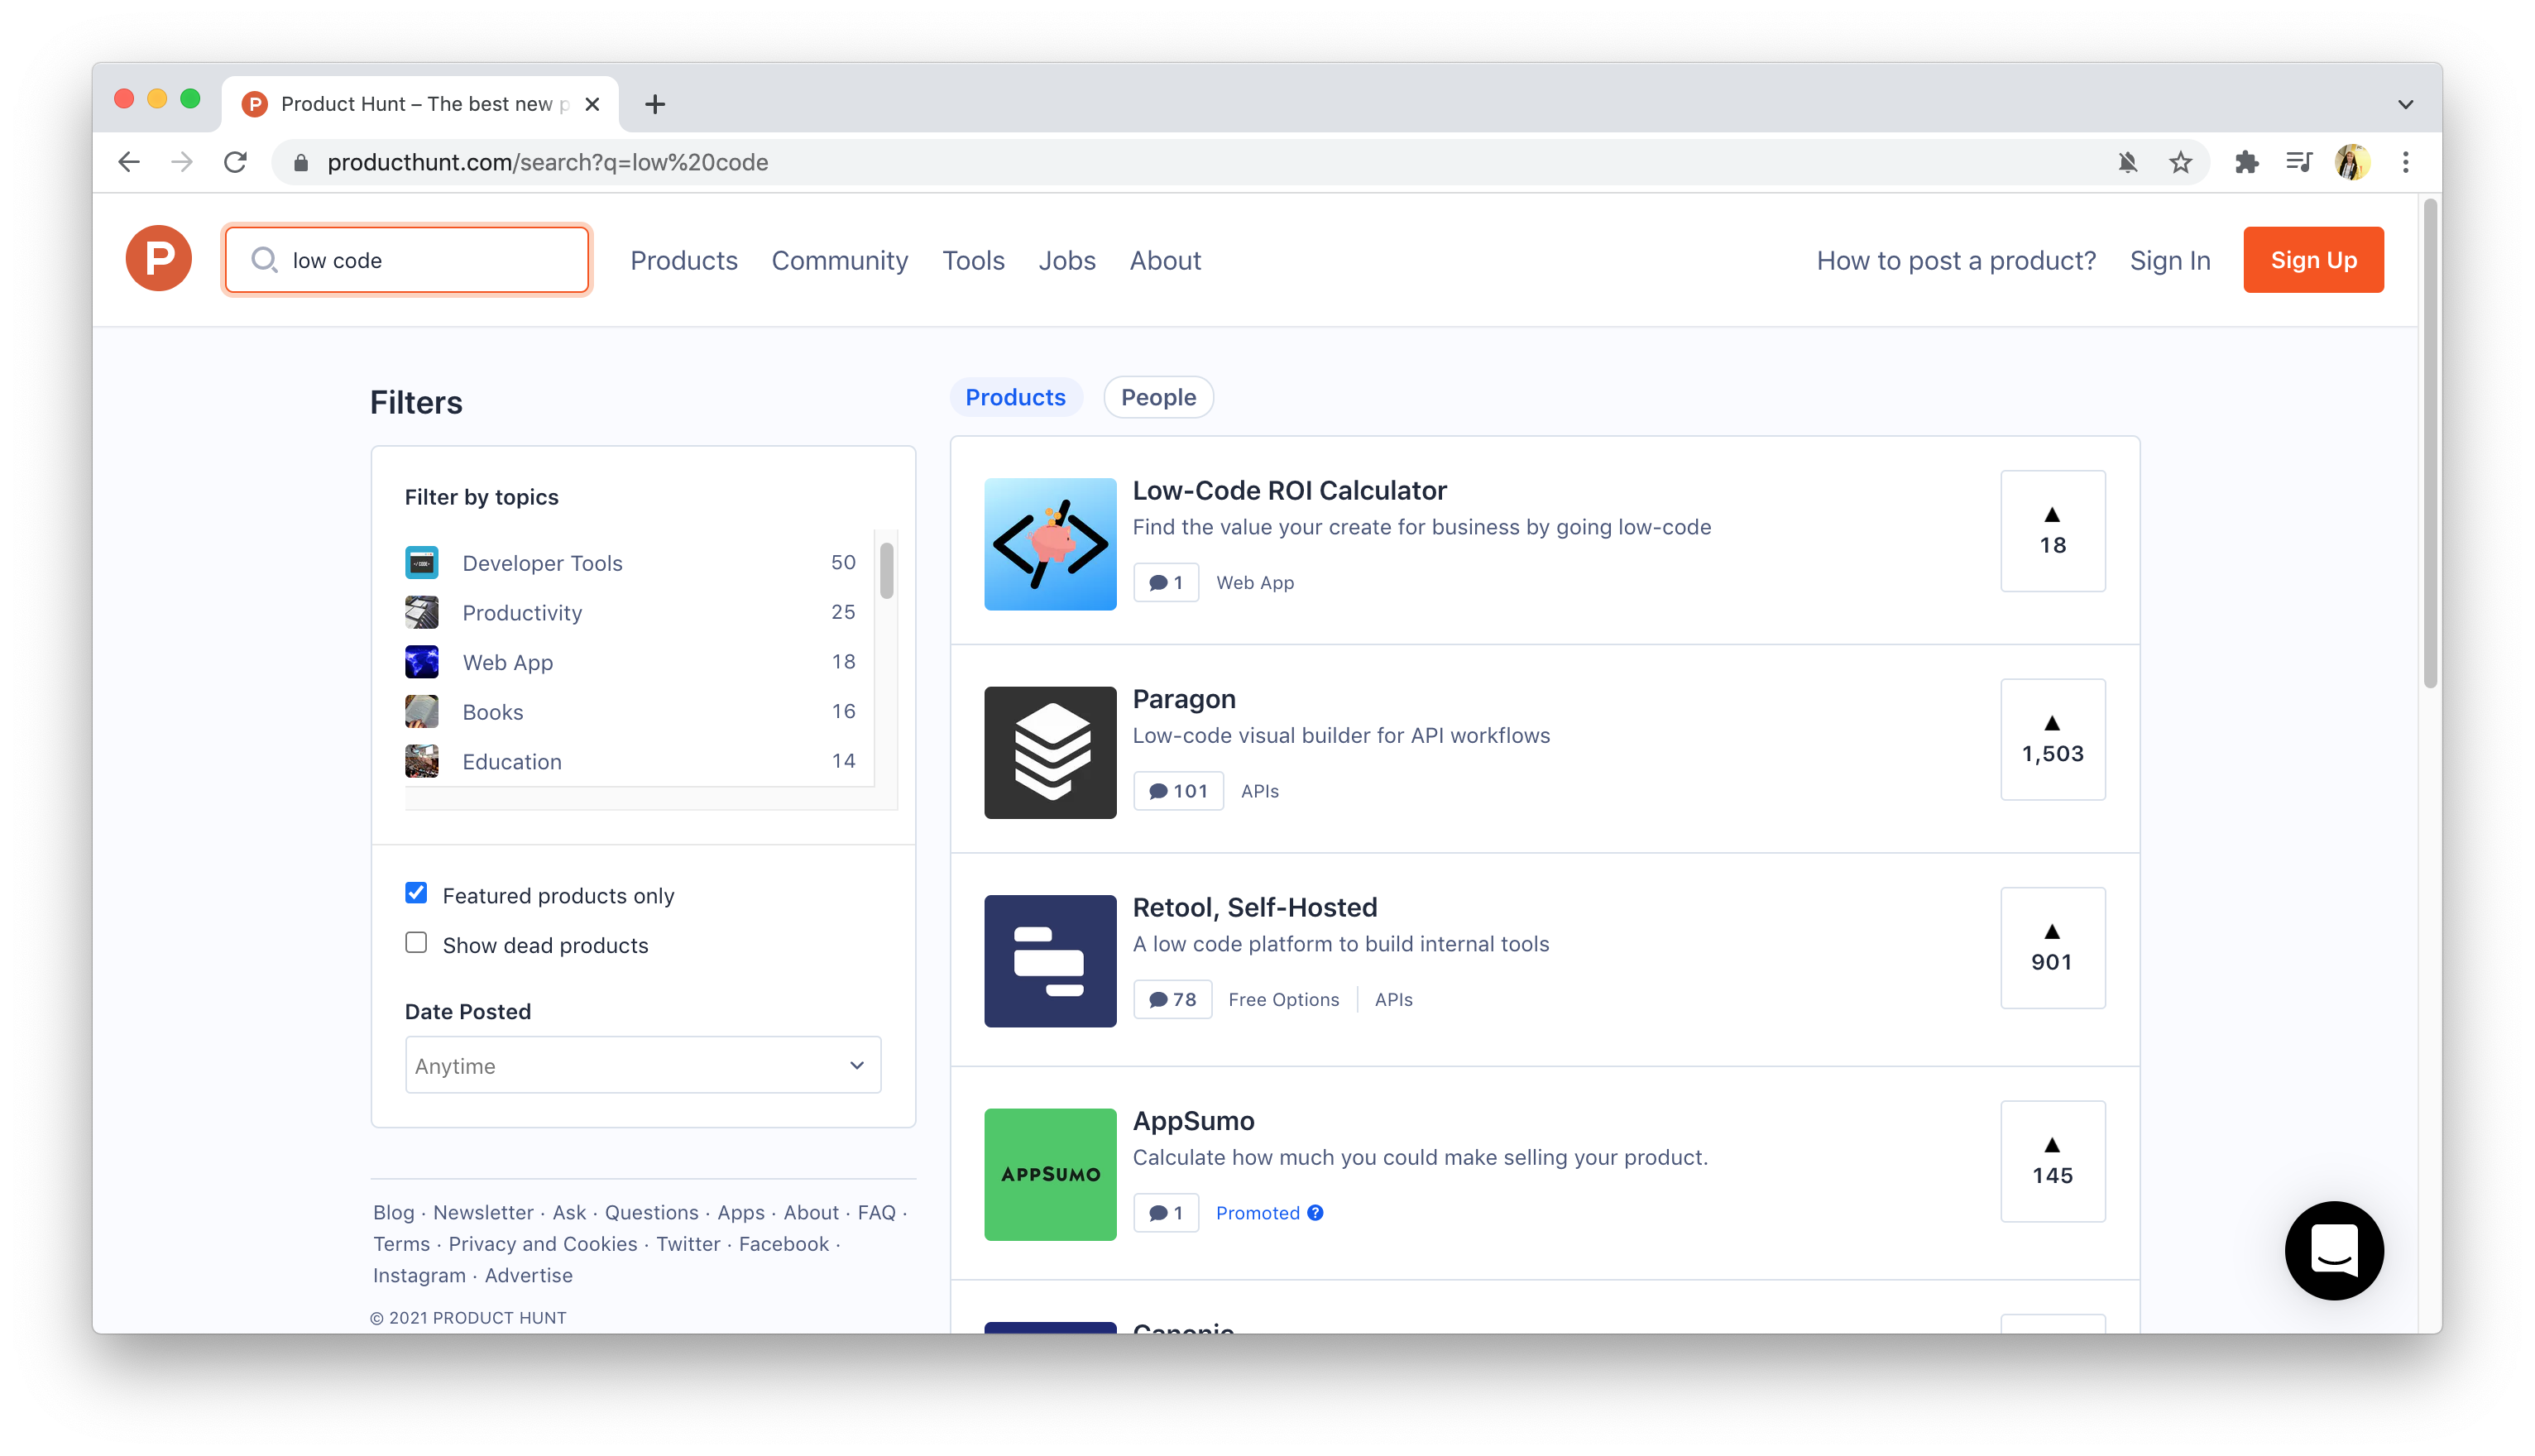 Product Hunt – The best new p
producthunt.com/search?q=low%20code
low code
Products
Community
Tools
Jobs
About
How to post a product?
Sign In
Sign Up
Filters
Filter by topics
Developer Tools 50
Productivity 25
Web App 18
Books 16
Education 14
Featured products only
Show dead products
Date Posted
Anytime
Blog · Newsletter · Ask · Questions · Apps · About · FAQ ·
Terms · Privacy and Cookies · Twitter · Facebook ·
Instagram · Advertise
© 2021 PRODUCT HUNT
Products People
Low-Code ROI Calculator
Find the value your create for business by going low-code
1 Web App
18
Paragon
Low-code visual builder for API workflows
101 APIs
1,503
Retool, Self-Hosted
A low code platform to build internal tools
78 Free Options APIs
901
APPSUMO
AppSumo
Calculate how much you could make selling your product.
1 Promoted ?
145
Canonic